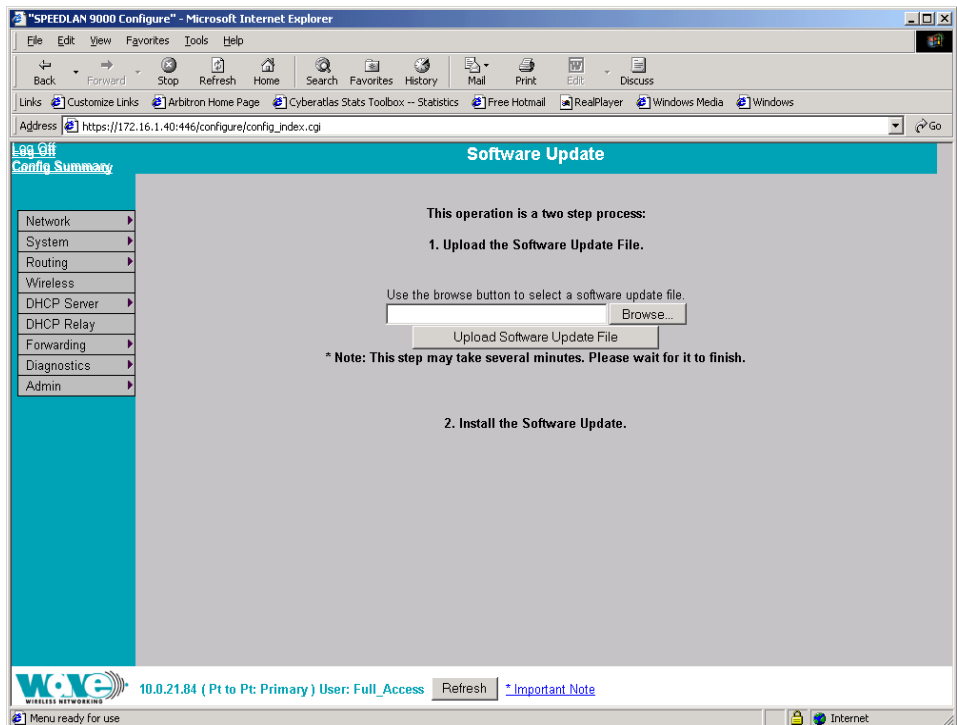 "SPEEDLAN 9000 Configure" - Microsoft Internet Explorer
File Edit View Favorites Tools Help
Back Forward Stop Refresh Home Search Favorites History Mail Print Edit Discuss
Links Customize Links Arbitron Home Page Cyberatlas Stats Toolbox -- Statistics Free Hotmail RealPlayer Windows Media Windows
Address https://172.16.1.40:446/configure/config_index.cgi Go
Log Off
Config Summary
Software Update
Network
System
Routing
Wireless
DHCP Server
DHCP Relay
Forwarding
Diagnostics
Admin
This operation is a two step process:
1. Upload the Software Update File.
Use the browse button to select a software update file.
Browse...
Upload Software Update File
* Note: This step may take several minutes. Please wait for it to finish.
2. Install the Software Update.
WAVE
WIRELESS NETWORKING
10.0.21.84 ( Pt to Pt: Primary ) User: Full_Access Refresh * Important Note
Menu ready for use Internet